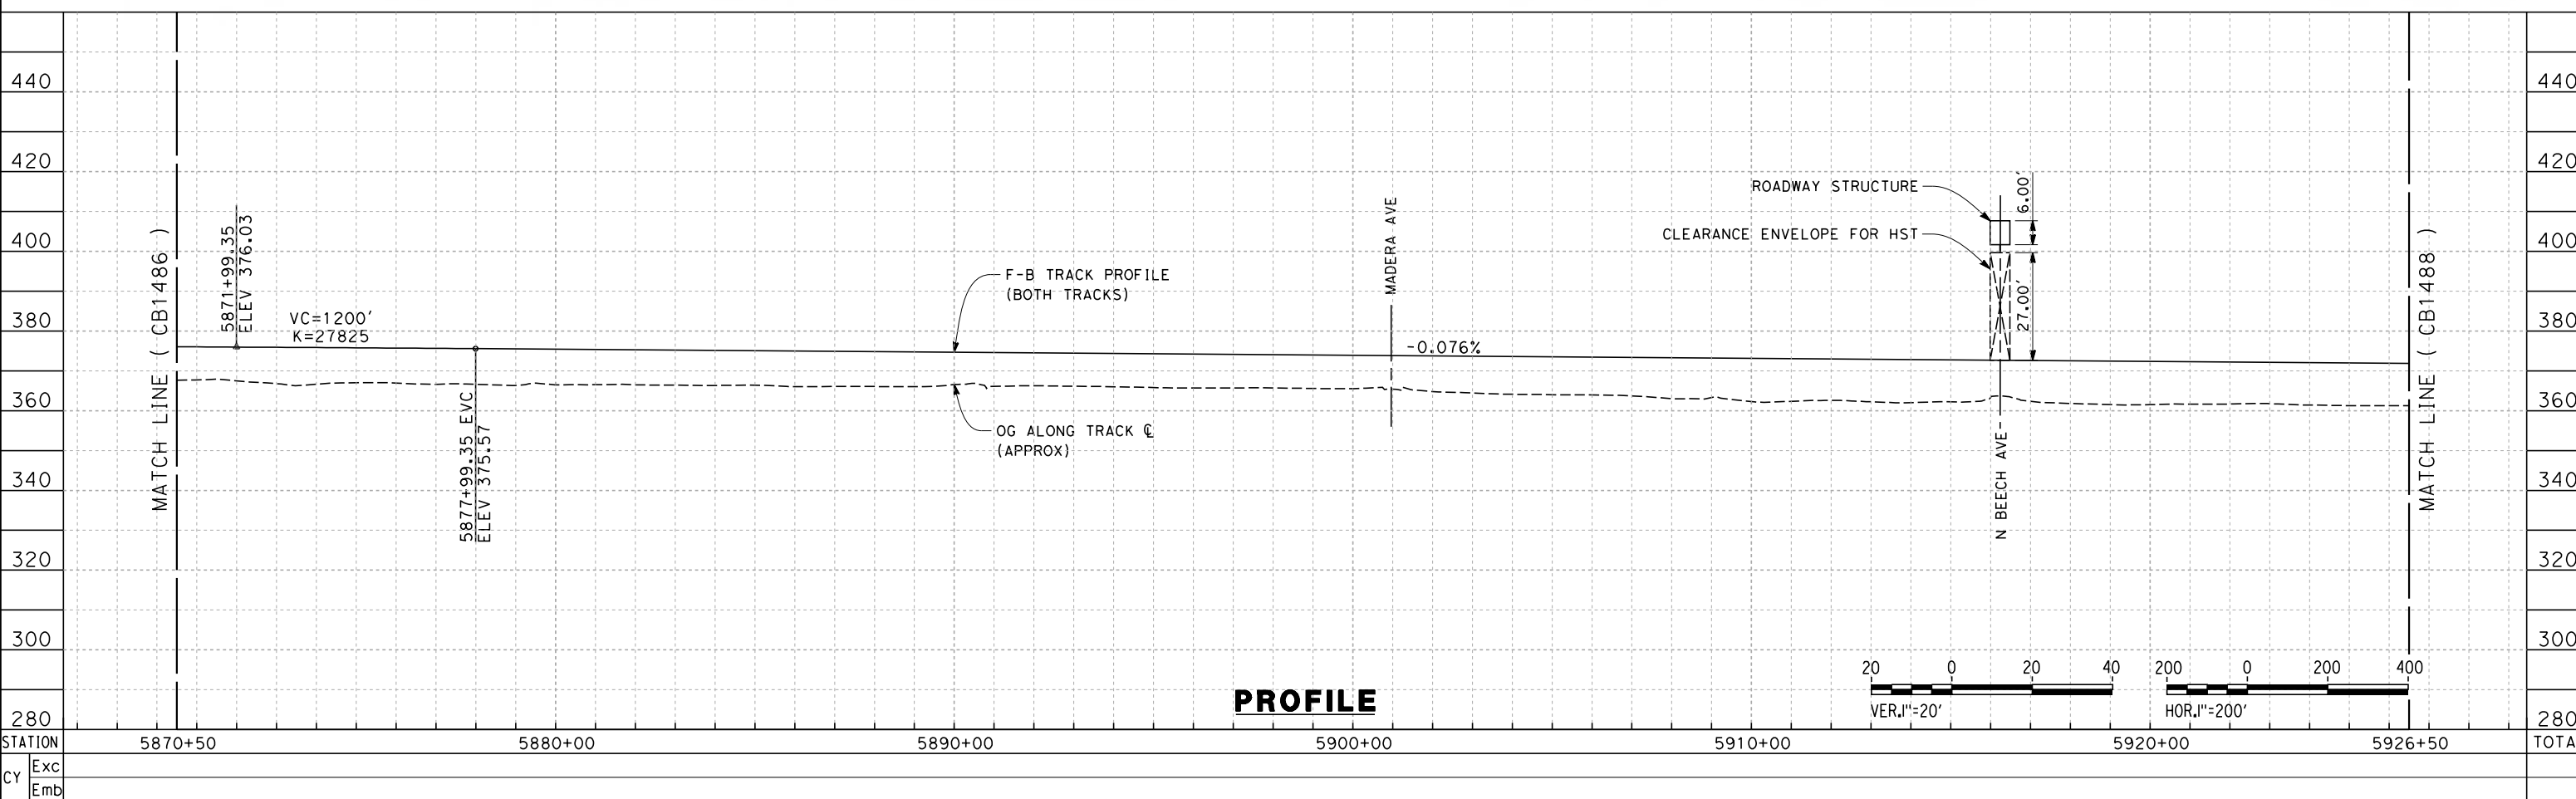 440
440
420
420
ROADWAY STRUCTURE
6.00'
400
400
CLEARANCE ENVELOPE FOR HST
MATCH LINE ( CB1486 )
5871+99.35
ELEV 376.03
MADERA AVE
MATCH LINE ( CB1488 )
F-B TRACK PROFILE
(BOTH TRACKS)
27.00'
380
380
VC=1200'
K=27825
-0.076%
360
360
5877+99.35 EVC
ELEV 375.57
OG ALONG TRACK ℄
(APPROX)
N BEECH AVE
340
340
320
320
300
300
20 0 20 40
200 0 200 400
PROFILE
VER.1"=20'
HOR.1"=200'
280
280
STATION 5870+50 5880+00 5890+00 5900+00 5910+00 5920+00 5926+50 TOTA
CY
Exc
Emb